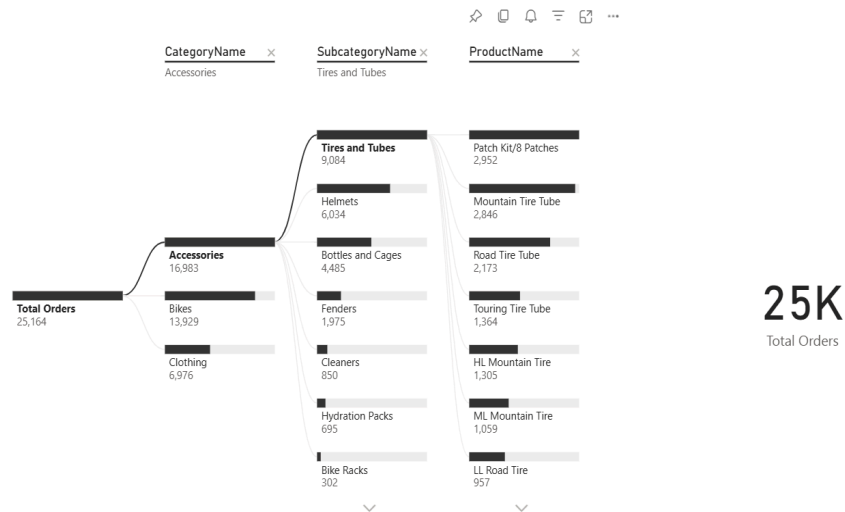 CategoryName
Accessories
SubcategoryName
Tires and Tubes
ProductName
Total Orders
25,164
Accessories
16,983
Bikes
13,929
Clothing
6,976
Tires and Tubes
9,084
Helmets
6,034
Bottles and Cages
4,485
Fenders
1,975
Cleaners
850
Hydration Packs
695
Bike Racks
302
Patch Kit/8 Patches
2,952
Mountain Tire Tube
2,846
Road Tire Tube
2,173
Touring Tire Tube
1,364
HL Mountain Tire
1,305
ML Mountain Tire
1,059
LL Road Tire
957
25K
Total Orders